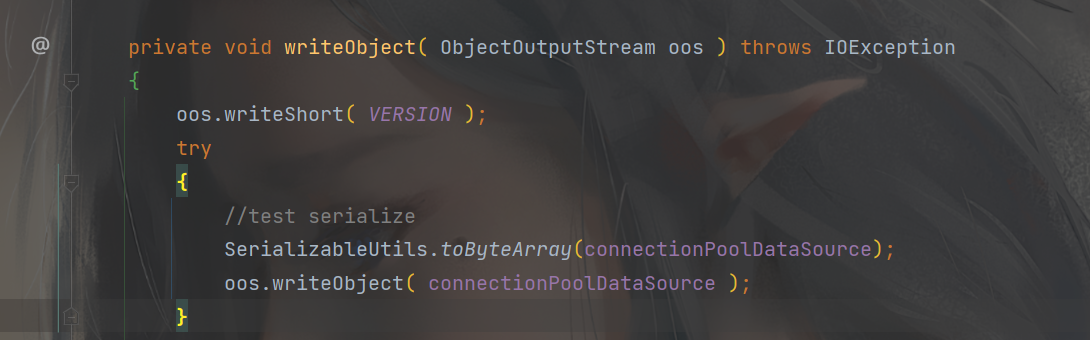 @ private void writeObject( ObjectOutputStream oos ) throws IOException
{
oos.writeShort( VERSION );
try
{
//test serialize
SerializableUtils.toByteArray(connectionPoolDataSource);
oos.writeObject( connectionPoolDataSource );
}